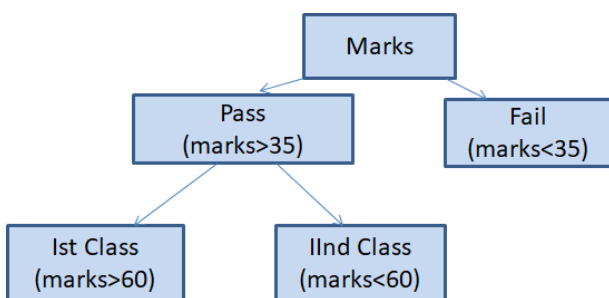 Marks
Pass
(marks>35)
Fail
(marks<35)
Ist Class
(marks>60)
IInd Class
(marks<60)